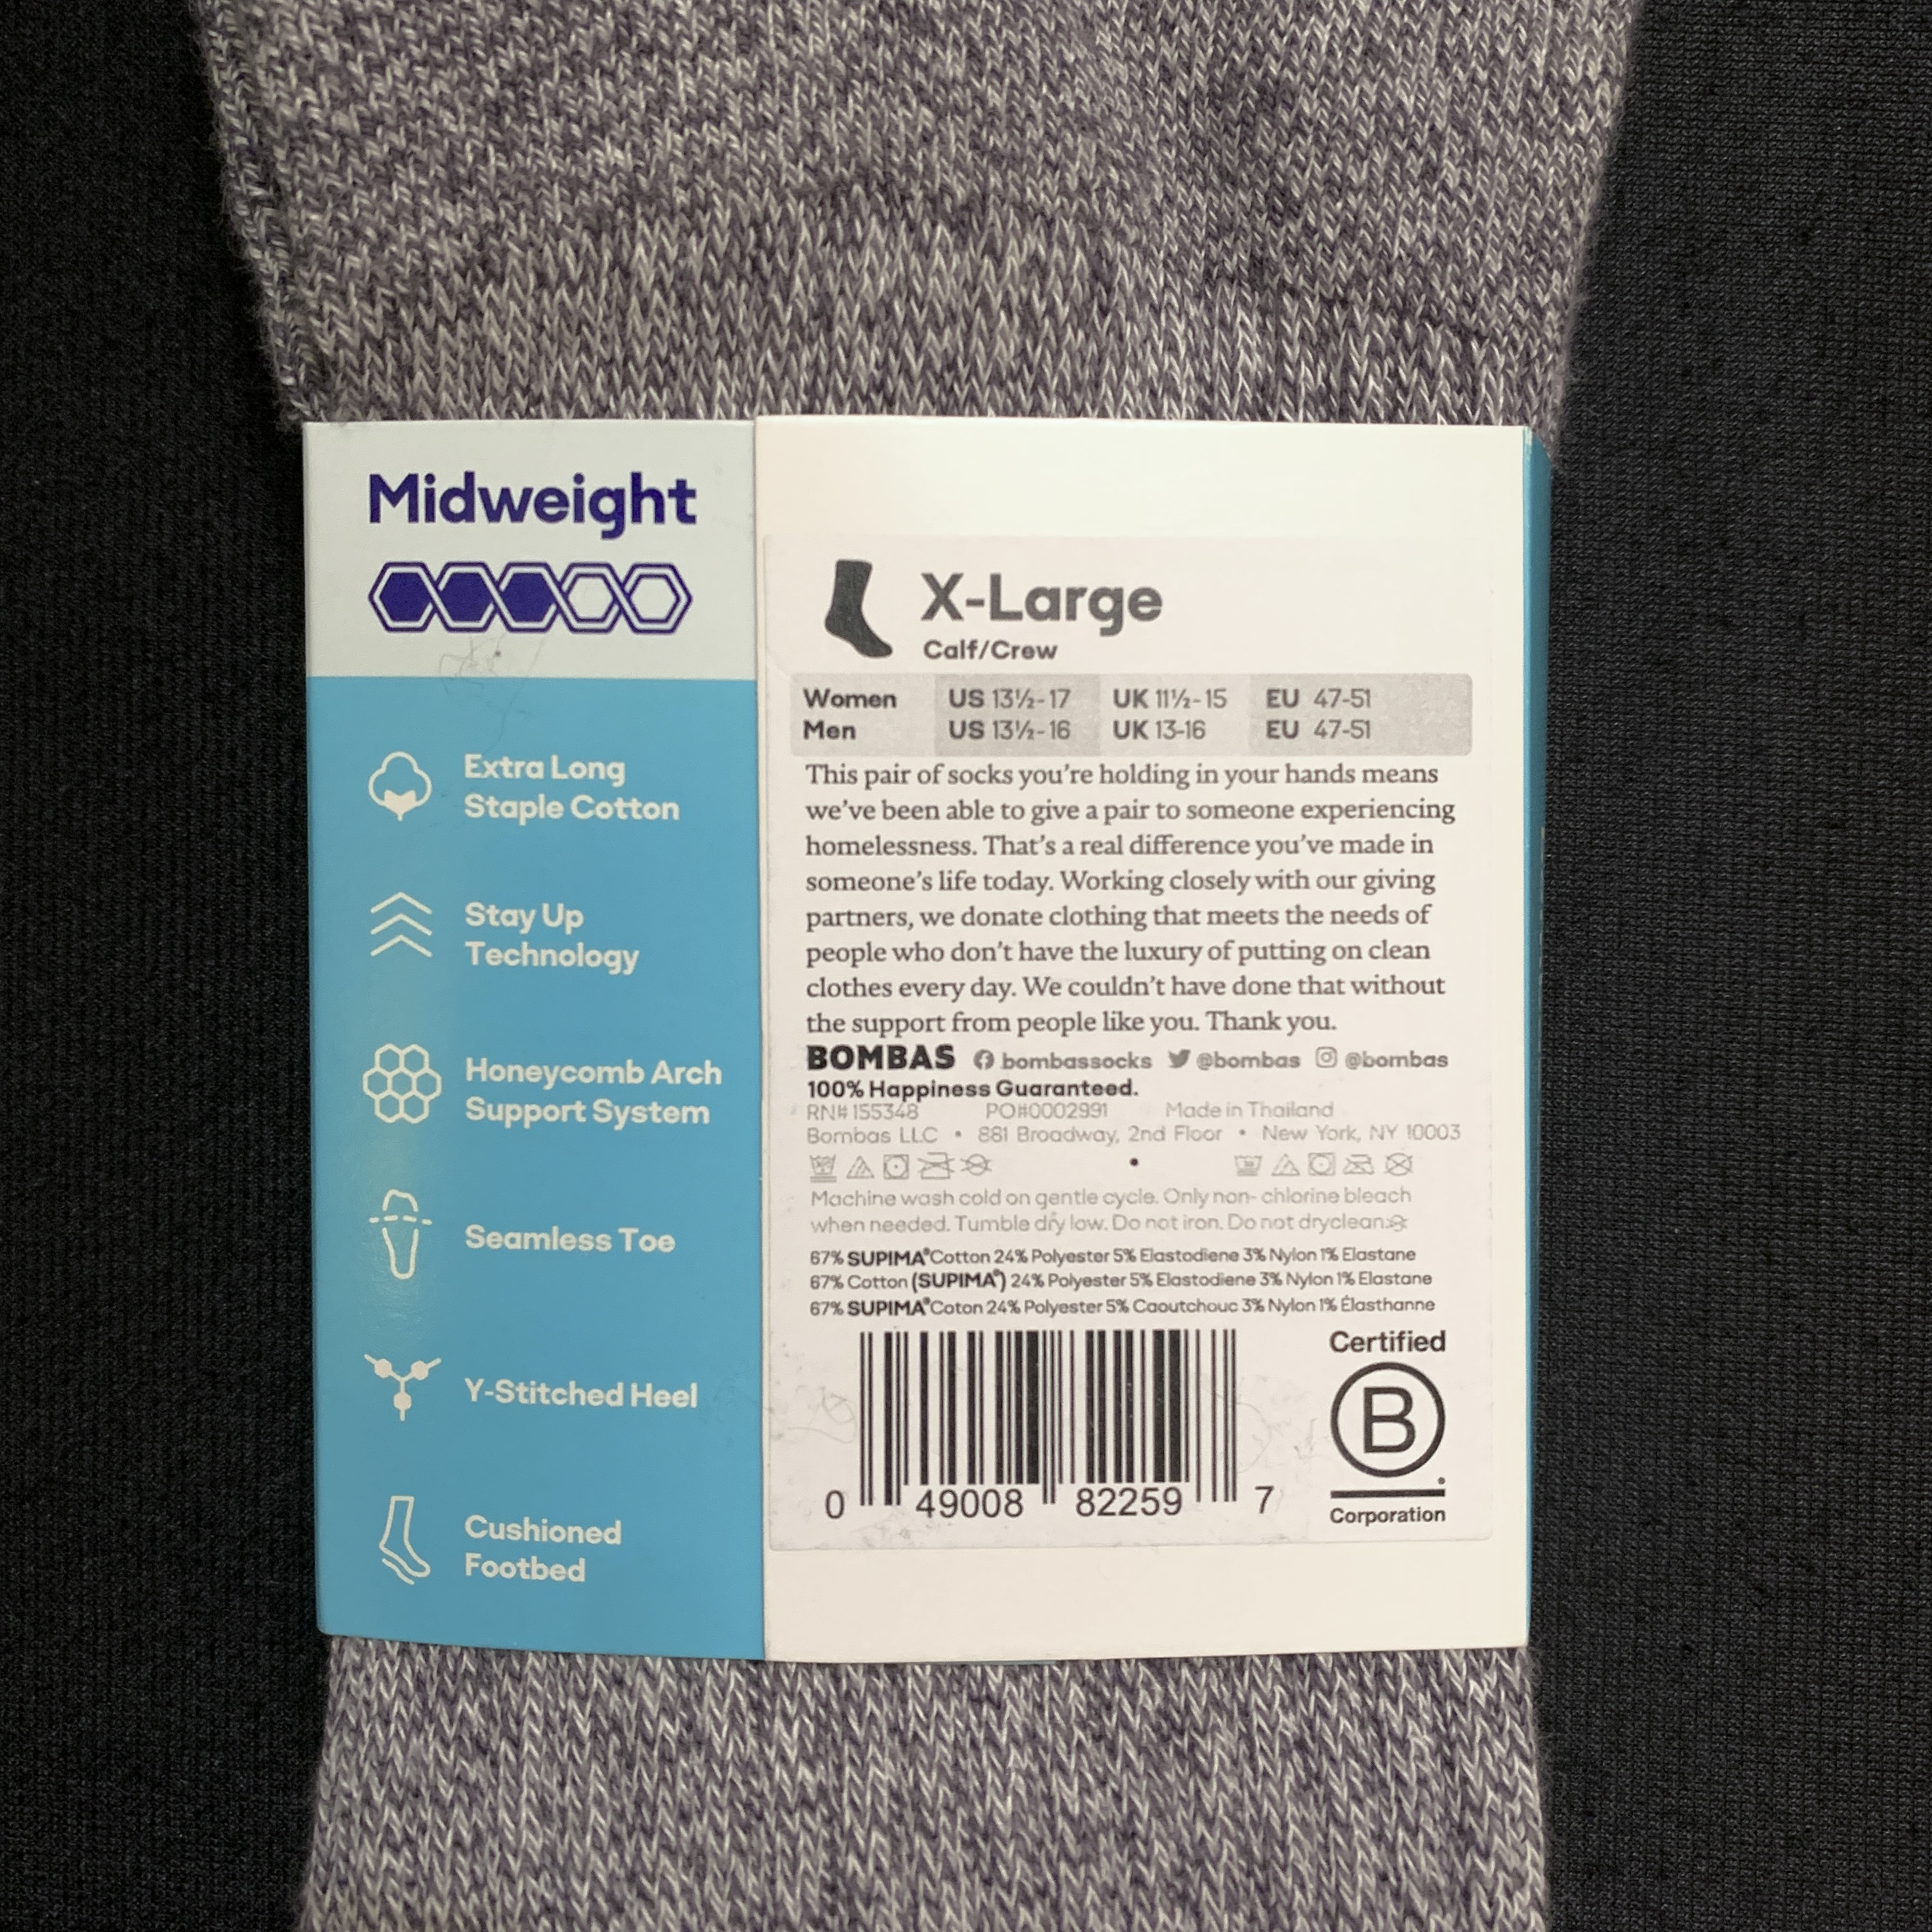 Midweight
Extra Long
Staple Cotton
Stay Up
Technology
Honeycomb Arch
Support System
Seamless Toe
Y-Stitched Heel
Cushioned
Footbed
X-Large
Calf/Crew
Women US 13½-17 UK 11½-15 EU 47-51
Men US 13½-16 UK 13-16 EU 47-51
This pair of socks you're holding in your hands means
we've been able to give a pair to someone experiencing
homelessness. That's a real difference you've made in
someone's life today. Working closely with our giving
partners, we donate clothing that meets the needs of
people who don't have the luxury of putting on clean
clothes every day. We couldn't have done that without
the support from people like you. Thank you.
BOMBAS bombassocks @bombas @bombas
100% Happiness Guaranteed.
RN# 155348 PO#0002991 Made in Thailand
Bombas LLC • 881 Broadway, 2nd Floor • New York, NY 10003
Machine wash cold on gentle cycle. Only non- chlorine bleach
when needed. Tumble dry low. Do not iron. Do not dryclean.
67% SUPIMA® Cotton 24% Polyester 5% Elastodiene 3% Nylon 1% Elastane
67% Cotton (SUPIMA®) 24% Polyester 5% Elastodiene 3% Nylon 1% Elastane
67% SUPIMA® Coton 24% Polyester 5% Caoutchouc 3% Nylon 1% Élasthanne
0 49008 82259 7
Certified
B
Corporation